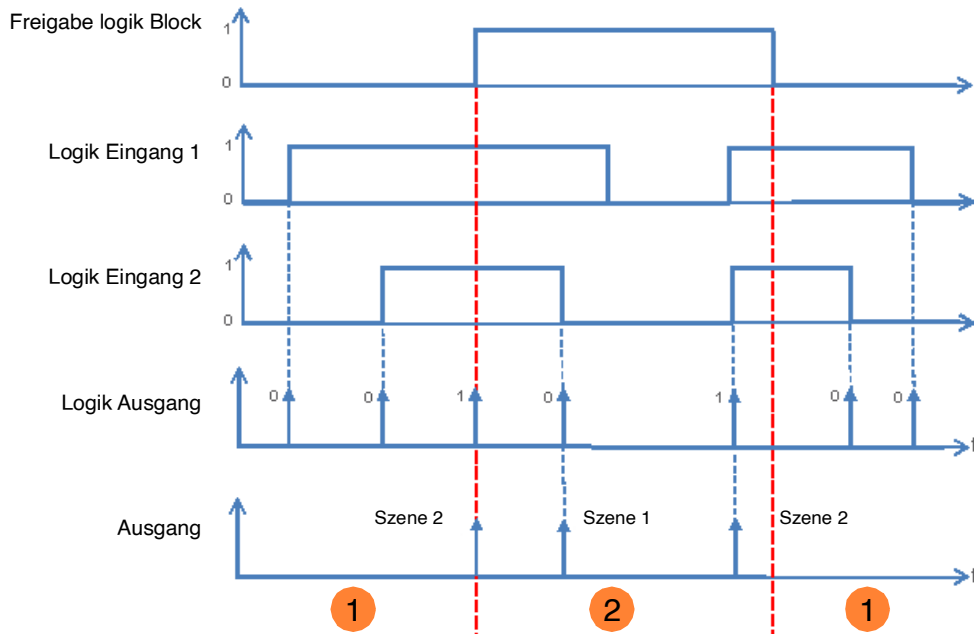 Freigabe logik Block
1
0
Logik Eingang 1
1
0
Logik Eingang 2
1
0
Logik Ausgang
0 0 1 0 1 0 0 t
Ausgang
Szene 2 Szene 1 Szene 2
t
1 2 1